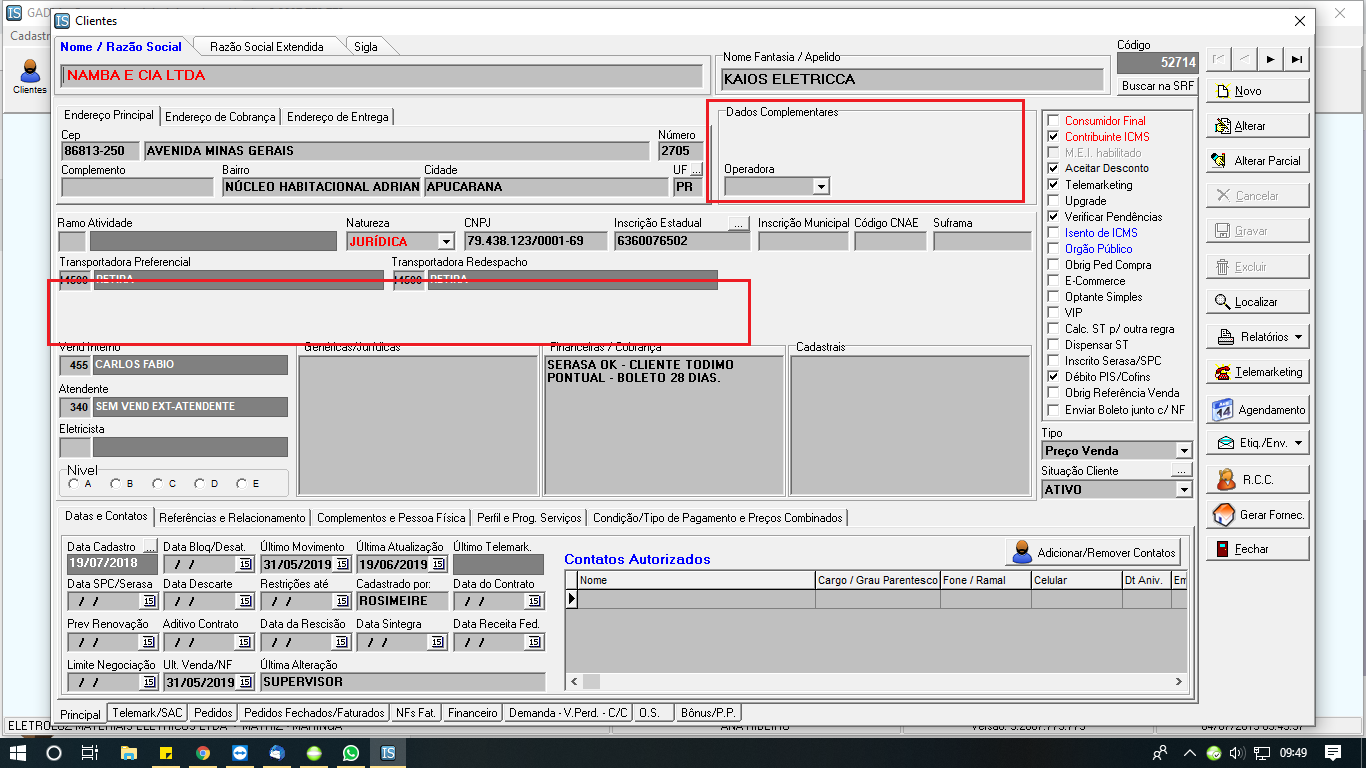 GAD
Clientes
Cadastr
Clientes
Nome / Razão Social
Razão Social Extendida
Sigla
NAMBA E CIA LTDA
Nome Fantasia / Apelido
KAIOS ELETRICCA
Código
52714
Buscar na SRF
Endereço Principal
Endereço de Cobrança
Endereço de Entrega
Cep
Número
86813-250
AVENIDA MINAS GERAIS
2705
Complemento
Bairro
Cidade
UF
...
NÚCLEO HABITACIONAL ADRIAN
APUCARANA
PR
Dados Complementares
Operadora
Ramo Atividade
Natureza
CNPJ
Inscrição Estadual
...
Inscrição Municipal
Código CNAE
Suframa
JURÍDICA
79.438.123/0001-69
6360076502
Transportadora Preferencial
Transportadora Redespacho
14500
RETIRA
14500
RETIRA
Vend Interno
455
CARLOS FABIO
Atendente
340
SEM VEND EXT-ATENDENTE
Eletricista
Nivel
A
B
C
D
E
Genéricas/Jurídicas
Financeiras / Cobrança
SERASA OK - CLIENTE TODIMO
PONTUAL - BOLETO 28 DIAS.
Cadastrais
Consumidor Final
Contribuinte ICMS
M.E.I. habilitado
Aceitar Desconto
Telemarketing
Upgrade
Verificar Pendências
Isento de ICMS
Orgão Público
Obrig Ped Compra
E-Commerce
Optante Simples
VIP
Calc. ST p/ outra regra
Dispensar ST
Inscrito Serasa/SPC
Débito PIS/Cofins
Obrig Referência Venda
Enviar Boleto junto c/ NF
Tipo
Preço Venda
Situação Cliente
...
ATIVO
Novo
Alterar
Alterar Parcial
Cancelar
Gravar
Excluir
Localizar
Relatórios
Telemarketing
Agendamento
Etiq./Env.
R.C.C.
Gerar Fornec.
Fechar
Datas e Contatos
Referências e Relacionamento
Complementos e Pessoa Física
Perfil e Prog. Serviços
Condição/Tipo de Pagamento e Preços Combinados
Data Cadastro
...
Data Bloq/Desat.
Último Movimento
Última Atualização
Último Telemark.
19/07/2018
/ /
31/05/2019
19/06/2019
Data SPC/Serasa
Data Descarte
Restrições até
Cadastrado por:
Data do Contrato
/ /
/ /
/ /
ROSIMEIRE
/ /
Prev Renovação
Aditivo Contrato
Data da Rescisão
Data Sintegra
Data Receita Fed.
/ /
/ /
/ /
/ /
/ /
Limite Negociação
Ult. Venda/NF
Última Alteração
/ /
31/05/2019
SUPERVISOR
Contatos Autorizados
Adicionar/Remover Contatos
Nome
Cargo / Grau Parentesco
Fone / Ramal
Celular
Dt Aniv.
Em
Principal
Telemark/SAC
Pedidos
Pedidos Fechados/Faturados
NFs Fat.
Financeiro
Demanda - V.Perd. - C/C
O.S.
Bônus/P.P.
ELETRO
09:49